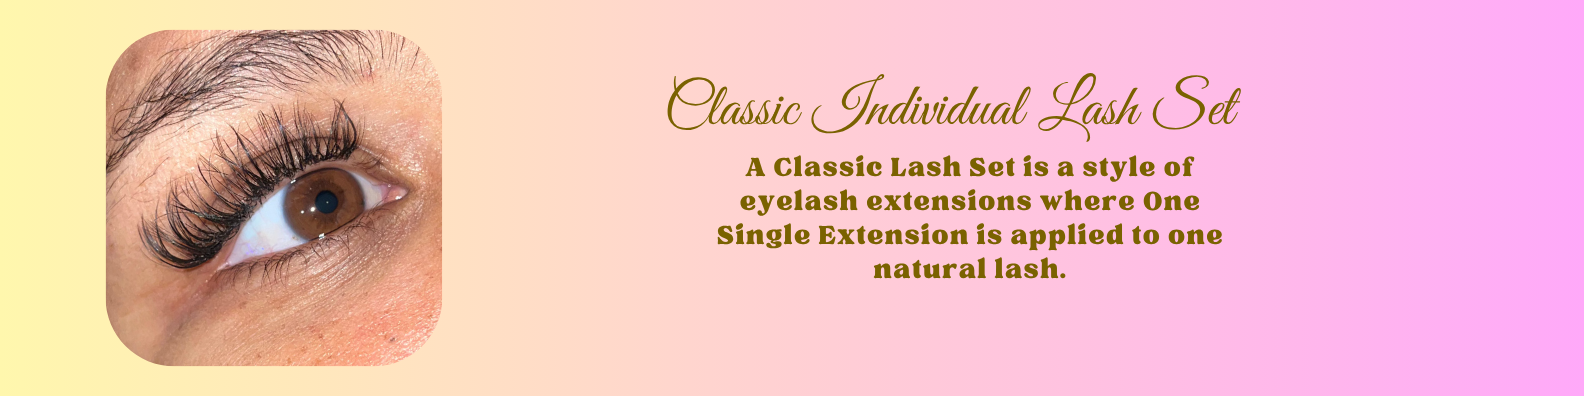 Classic Individual Lash Set
A Classic Lash Set is a style of
eyelash extensions where One
Single Extension is applied to one
natural lash.